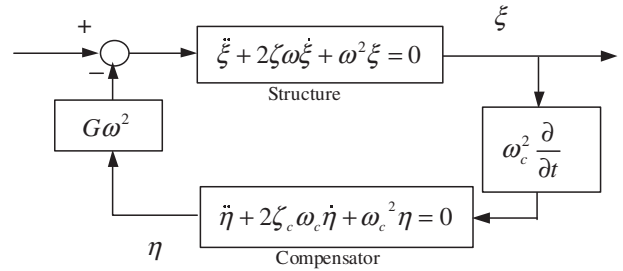 ξ
+
−
ξ̈ + 2ζωξ̇ + ω²ξ = 0
Structure
Gω²
ω_c² ∂/∂t
η̈ + 2ζ_cω_cη̇ + ω_c²η = 0
η
Compensator